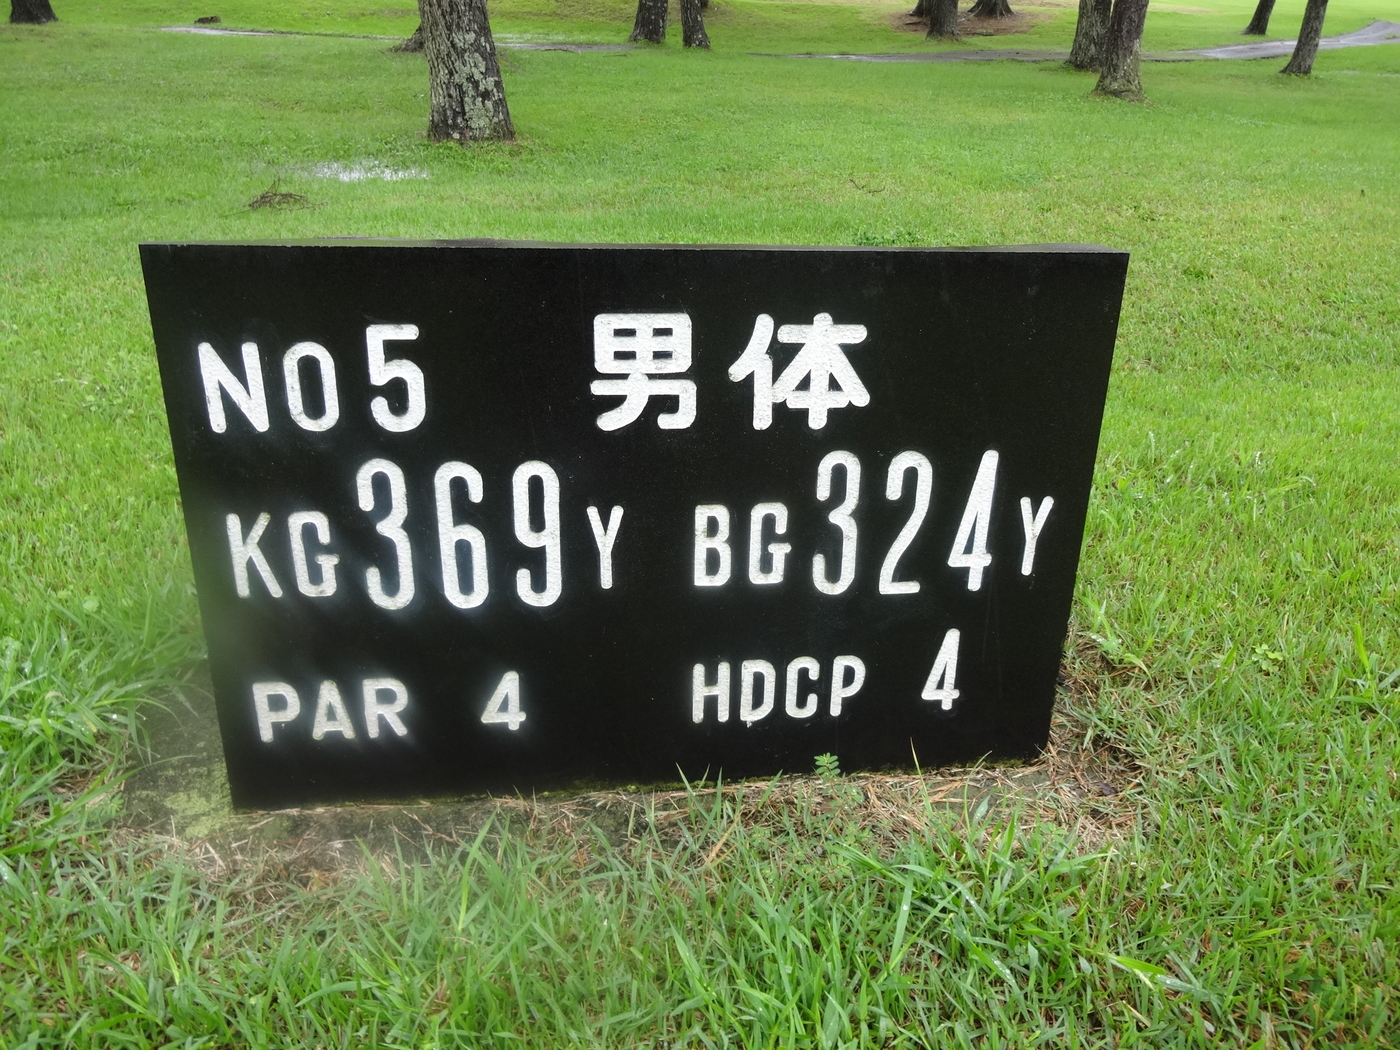 NO5 男体
KG369Y BG324Y
PAR 4 HDCP 4